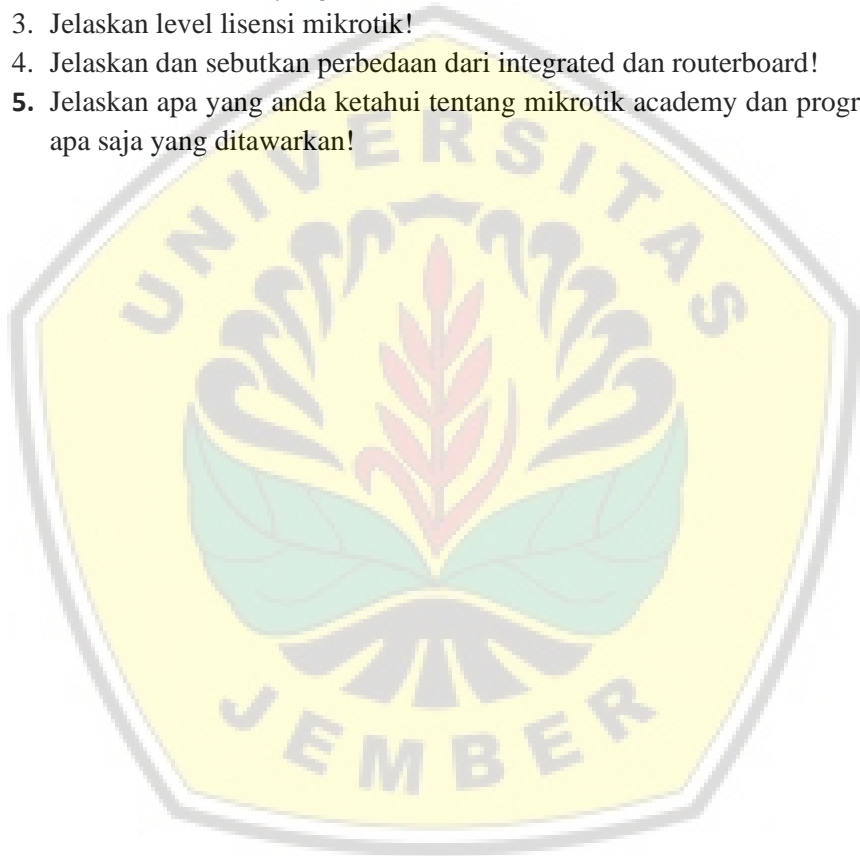 3. Jelaskan level lisensi mikrotik!
4. Jelaskan dan sebutkan perbedaan dari integrated dan routerboard!
5. Jelaskan apa yang anda ketahui tentang mikrotik academy dan progr
apa saja yang ditawarkan!
UNIVERSITAS
JEMBER